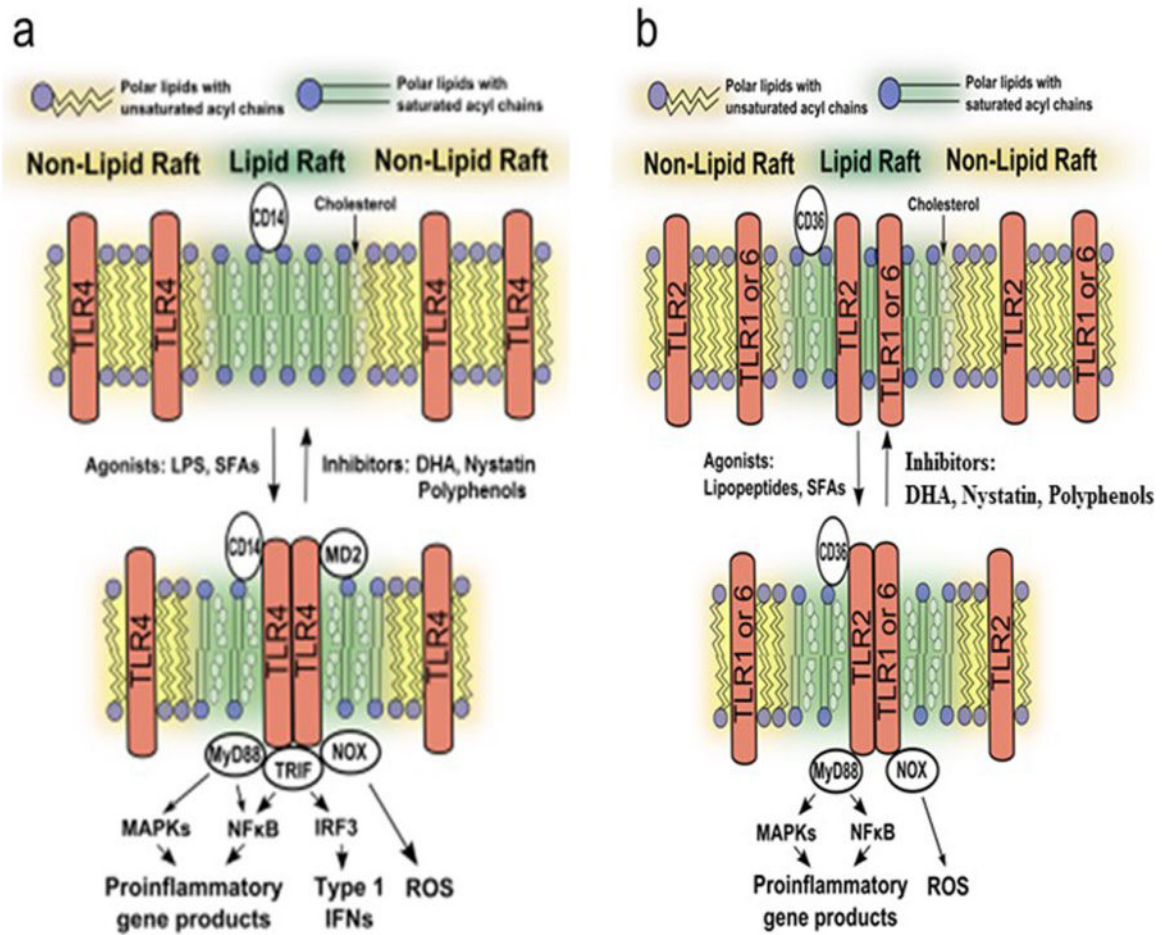 a
Polar lipids with
unsaturated acyl chains
Polar lipids with
saturated acyl chains
Non-Lipid Raft
Lipid Raft
Non-Lipid Raft
CD14
Cholesterol
TLR4
TLR4
TLR4
TLR4
Agonists: LPS, SFAs
Inhibitors: DHA, Nystatin
Polyphenols
CD14
MD2
TLR4
TLR4
TLR4
TLR4
MyD88
TRIF
NOX
MAPKs
NFκB
IRF3
Proinflammatory
gene products
Type 1
IFNs
ROS
b
Polar lipids with
unsaturated acyl chains
Polar lipids with
saturated acyl chains
Non-Lipid Raft
Lipid Raft
Non-Lipid Raft
CD36
Cholesterol
TLR2
TLR1 or 6
TLR2
TLR1 or 6
TLR2
TLR1 or 6
Agonists:
Lipopeptides, SFAs
Inhibitors:
DHA, Nystatin, Polyphenols
CD36
TLR1 or 6
TLR2
TLR1 or 6
TLR2
MyD88
NOX
MAPKs
NFκB
Proinflammatory
gene products
ROS